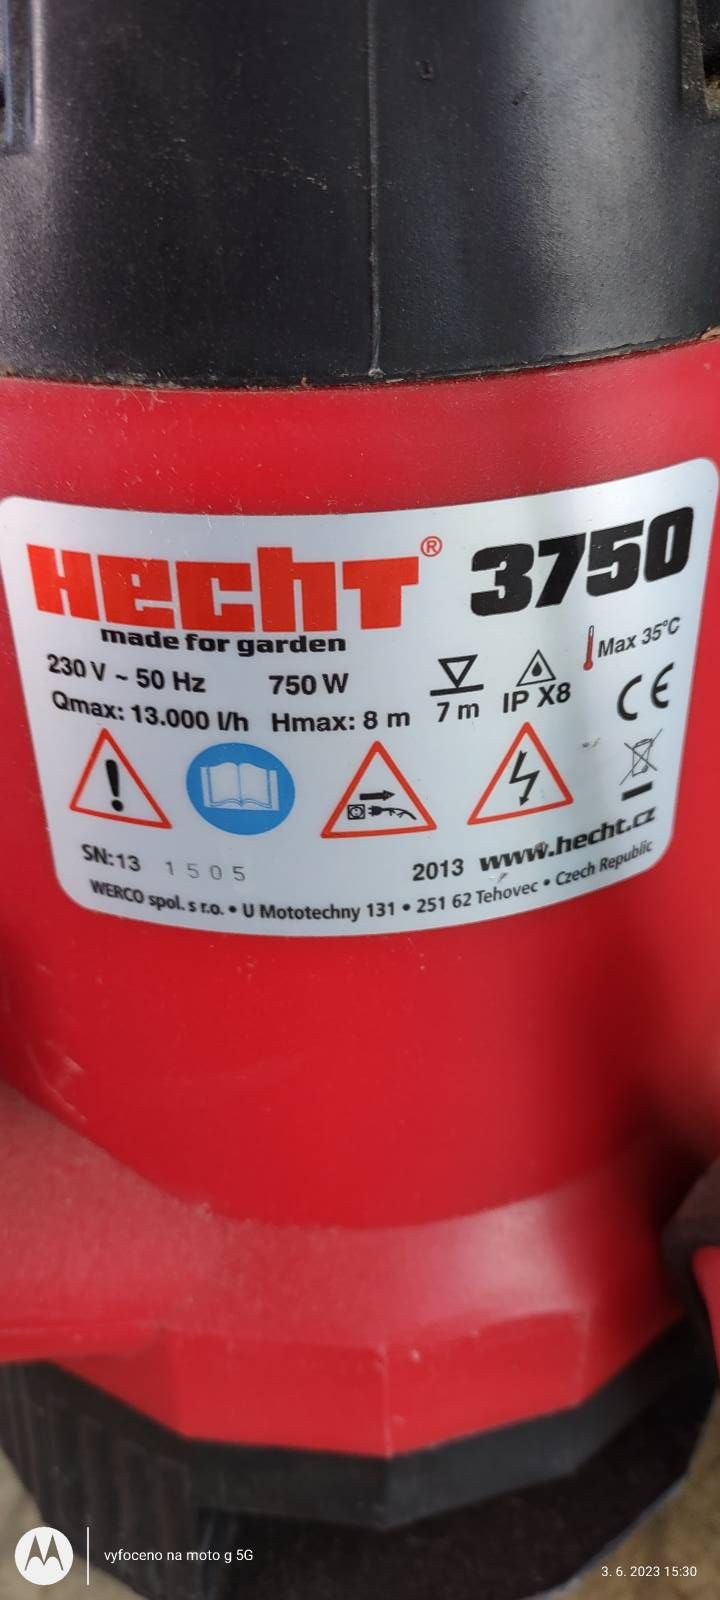 Hecht® 3750
made for garden
230 V ~ 50 Hz 750 W
Max 35°C
Qmax: 13.000 l/h Hmax: 8 m 7 m IP X8
CE
SN:13 1505 2013 www.hecht.cz
WERCO spol. s r.o. • U Mototechny 131 • 251 62 Tehovec • Czech Republic
vyfoceno na moto g 5G
3. 6. 2023 15:30